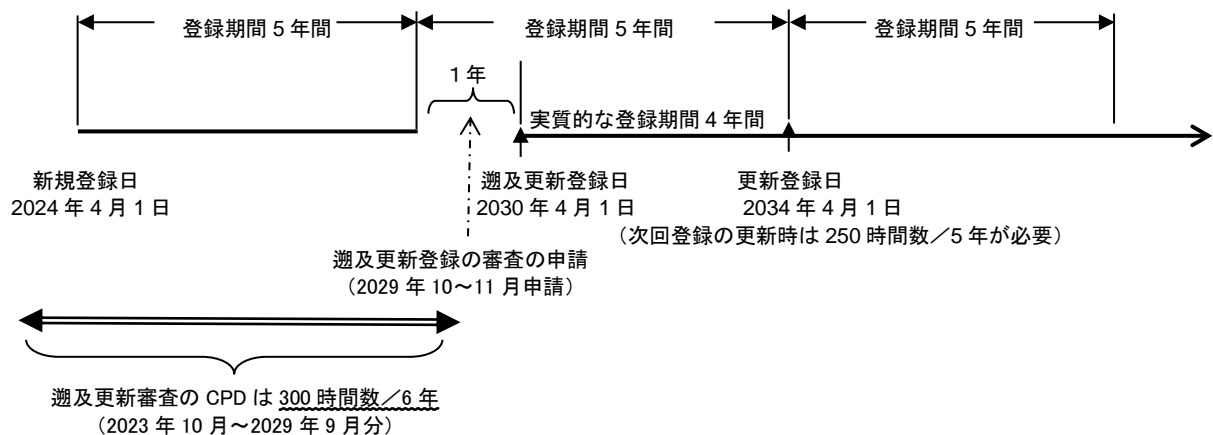 登録期間 5 年間
登録期間 5 年間
登録期間 5 年間
1 年
実質的な登録期間 4 年間
新規登録日
2024 年 4 月 1 日
遡及更新登録日
2030 年 4 月 1 日
更新登録日
2034 年 4 月 1 日
（次回登録の更新時は 250 時間数／5 年が必要）
遡及更新登録の審査の申請
（2029 年 10～11 月申請）
遡及更新審査の CPD は 300 時間数／6 年
（2023 年 10 月～2029 年 9 月分）